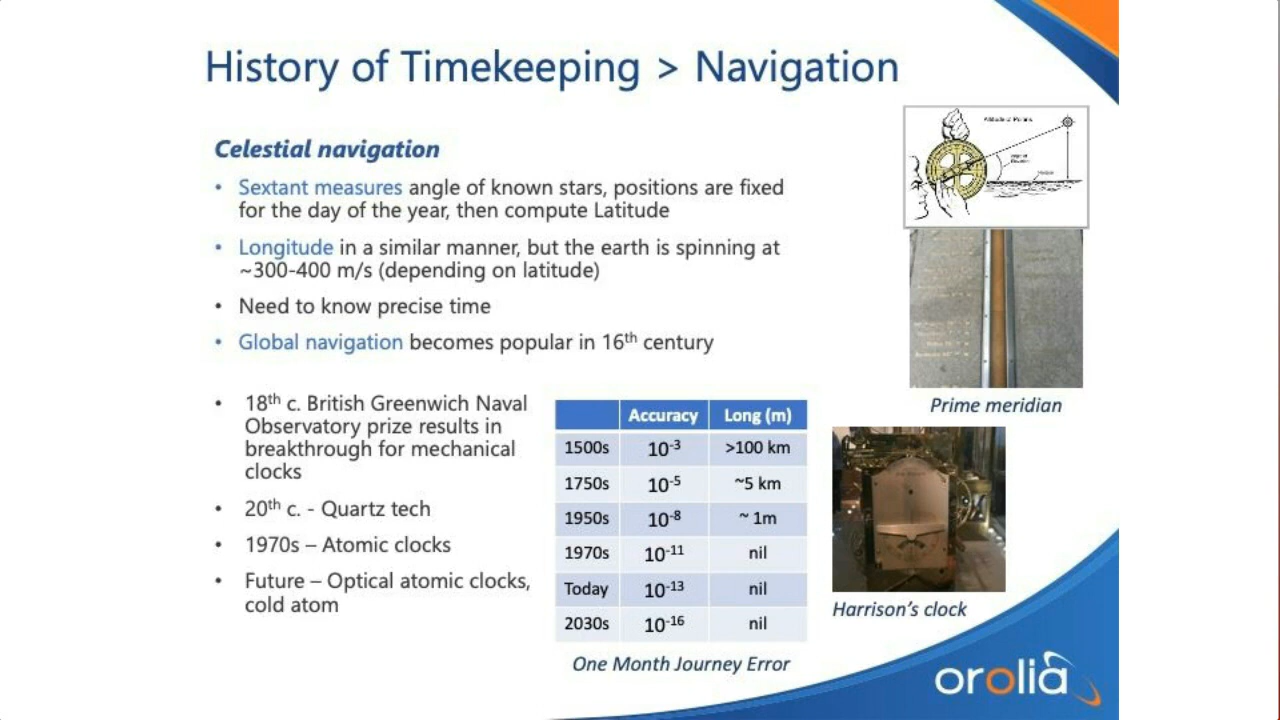 History of Timekeeping > Navigation
Celestial navigation
• Sextant measures angle of known stars, positions are fixed
for the day of the year, then compute Latitude
• Longitude in a similar manner, but the earth is spinning at
~300-400 m/s (depending on latitude)
• Need to know precise time
• Global navigation becomes popular in 16th century
• 18th c. British Greenwich Naval
Observatory prize results in
breakthrough for mechanical
clocks
• 20th c. - Quartz tech
• 1970s – Atomic clocks
• Future – Optical atomic clocks,
cold atom
Accuracy Long (m)
1500s 10-3 >100 km
1750s 10-5 ~5 km
1950s 10-8 ~ 1m
1970s 10-11 nil
Today 10-13 nil
2030s 10-16 nil
One Month Journey Error
Altitude of Polaris
Horizon
Prime meridian
Harrison's clock
orolia